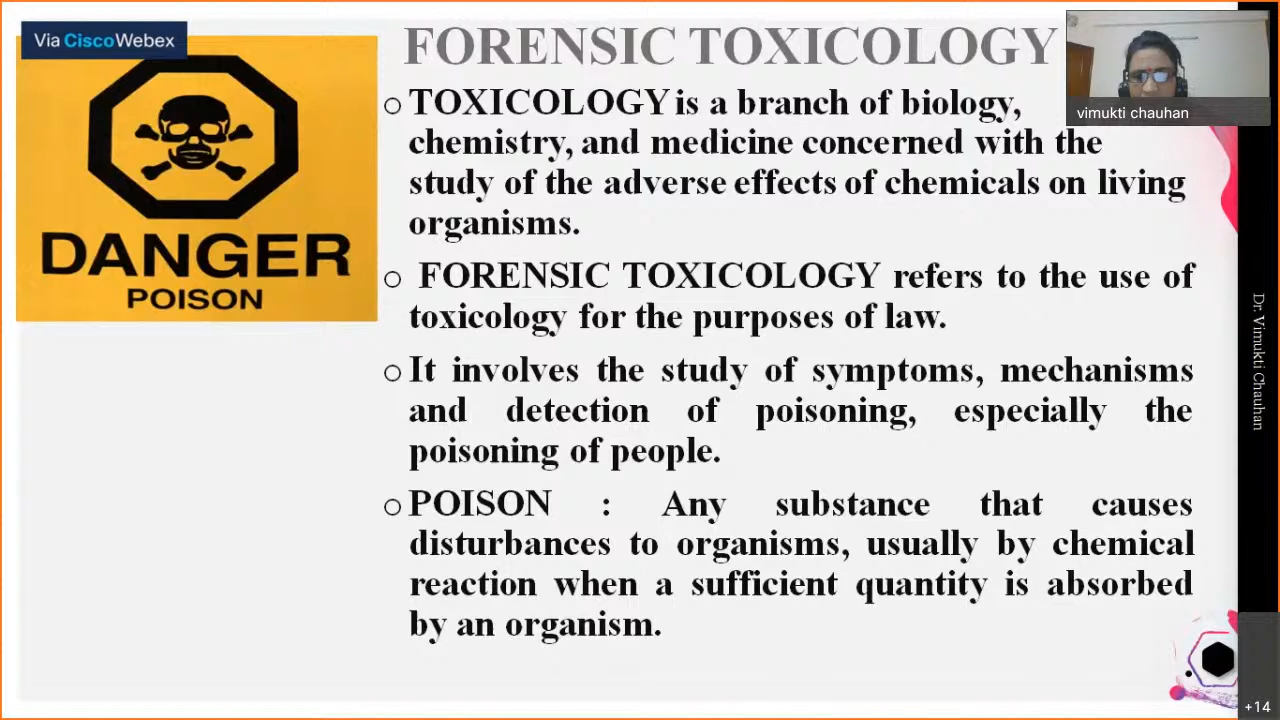 Via Cisco Webex
FORENSIC TOXICOLOGY
vimukti chauhan
DANGER
POISON
○ TOXICOLOGY is a branch of biology,
chemistry, and medicine concerned with the
study of the adverse effects of chemicals on living
organisms.
○ FORENSIC TOXICOLOGY refers to the use of
toxicology for the purposes of law.
○ It involves the study of symptoms, mechanisms
and detection of poisoning, especially the
poisoning of people.
○ POISON : Any substance that causes
disturbances to organisms, usually by chemical
reaction when a sufficient quantity is absorbed
by an organism.
Dr. Vimukti Chauhan
+14